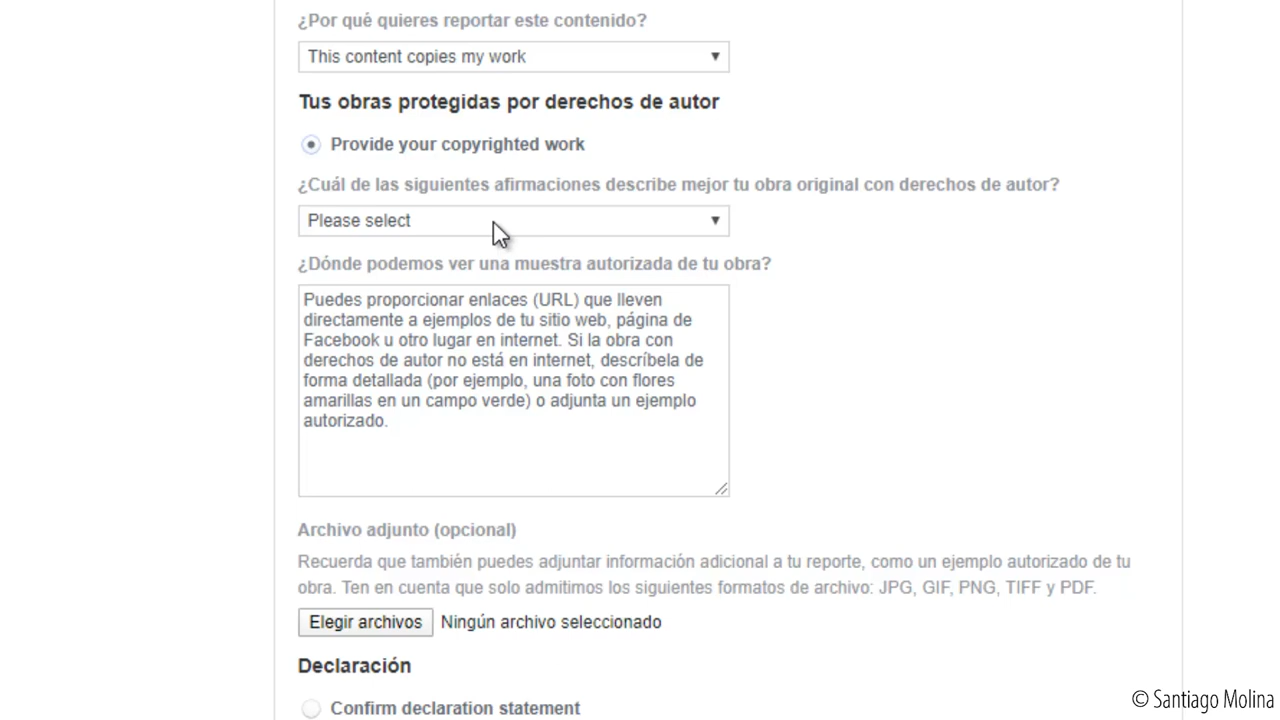 ¿Por qué quieres reportar este contenido?
This content copies my work
Tus obras protegidas por derechos de autor
Provide your copyrighted work
¿Cuál de las siguientes afirmaciones describe mejor tu obra original con derechos de autor?
Please select
¿Dónde podemos ver una muestra autorizada de tu obra?
Puedes proporcionar enlaces (URL) que lleven
directamente a ejemplos de tu sitio web, página de
Facebook u otro lugar en internet. Si la obra con
derechos de autor no está en internet, descríbela de
forma detallada (por ejemplo, una foto con flores
amarillas en un campo verde) o adjunta un ejemplo
autorizado.
Archivo adjunto (opcional)
Recuerda que también puedes adjuntar información adicional a tu reporte, como un ejemplo autorizado de tu
obra. Ten en cuenta que solo admitimos los siguientes formatos de archivo: JPG, GIF, PNG, TIFF y PDF.
Elegir archivos Ningún archivo seleccionado
Declaración
Confirm declaration statement
© Santiago Molina